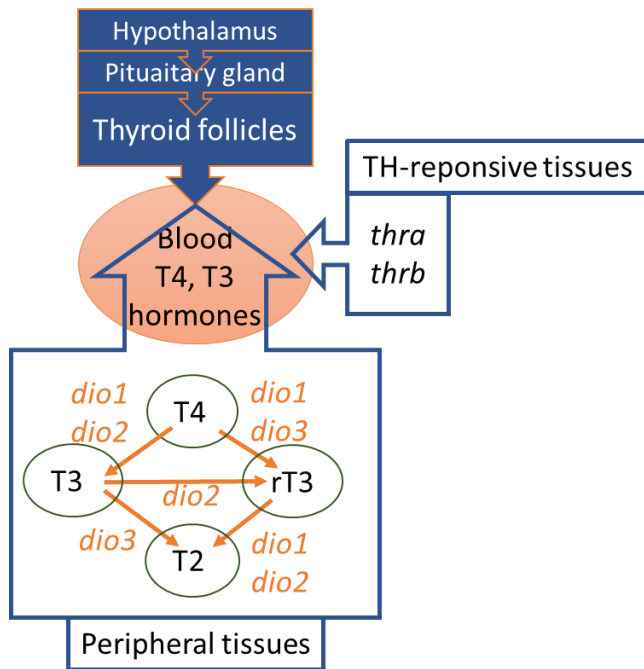 Hypothalamus
Pituaitary gland
Thyroid follicles
TH-reponsive tissues
thra
thrb
Blood
T4, T3
hormones
dio1
dio2
T4
dio1
dio3
T3
dio2
rT3
dio3
T2
dio1
dio2
Peripheral tissues